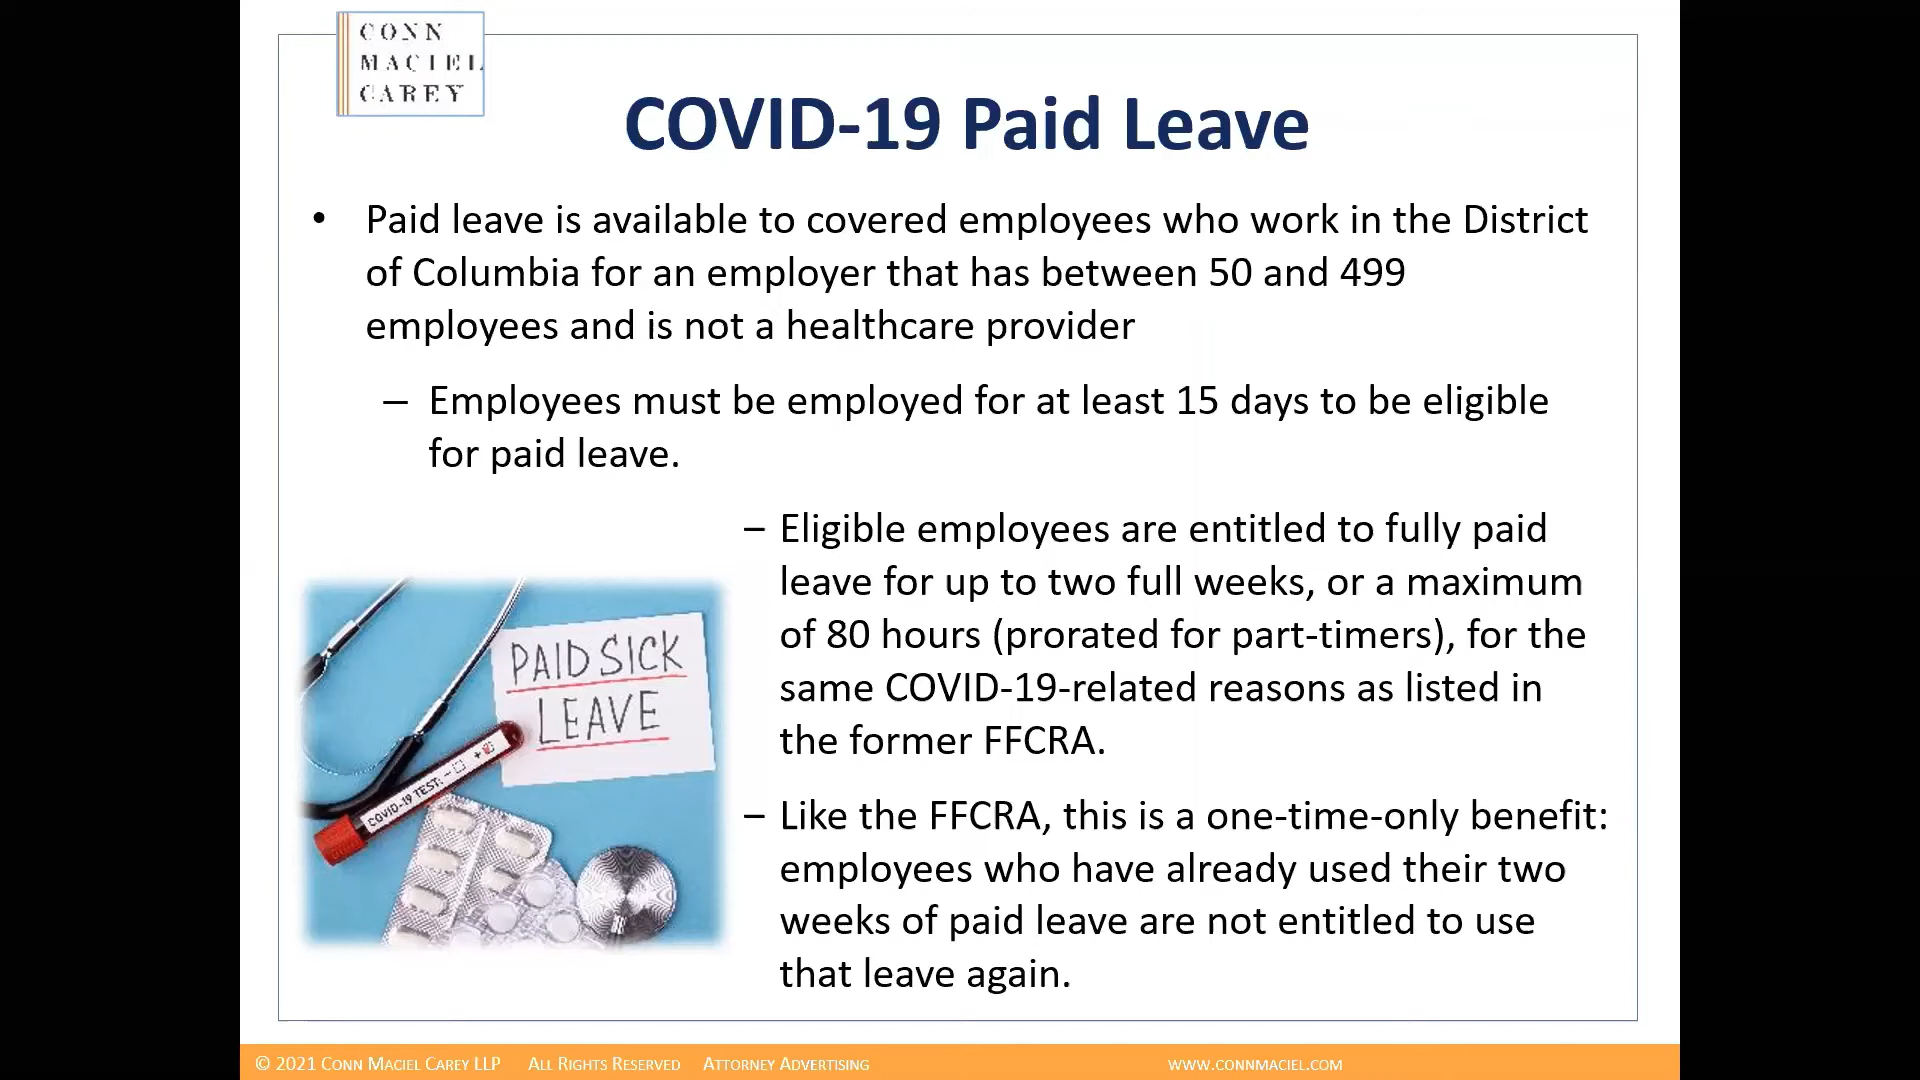 CONN
MACIEL
CAREY
COVID-19 Paid Leave
• Paid leave is available to covered employees who work in the District
of Columbia for an employer that has between 50 and 499
employees and is not a healthcare provider
– Employees must be employed for at least 15 days to be eligible
for paid leave.
– Eligible employees are entitled to fully paid
leave for up to two full weeks, or a maximum
of 80 hours (prorated for part-timers), for the
same COVID-19-related reasons as listed in
the former FFCRA.
– Like the FFCRA, this is a one-time-only benefit:
employees who have already used their two
weeks of paid leave are not entitled to use
that leave again.
PAID SICK
LEAVE
COVID-19 TEST: - +
© 2021 CONN MACIEL CAREY LLP ALL RIGHTS RESERVED ATTORNEY ADVERTISING WWW.CONNMACIEL.COM